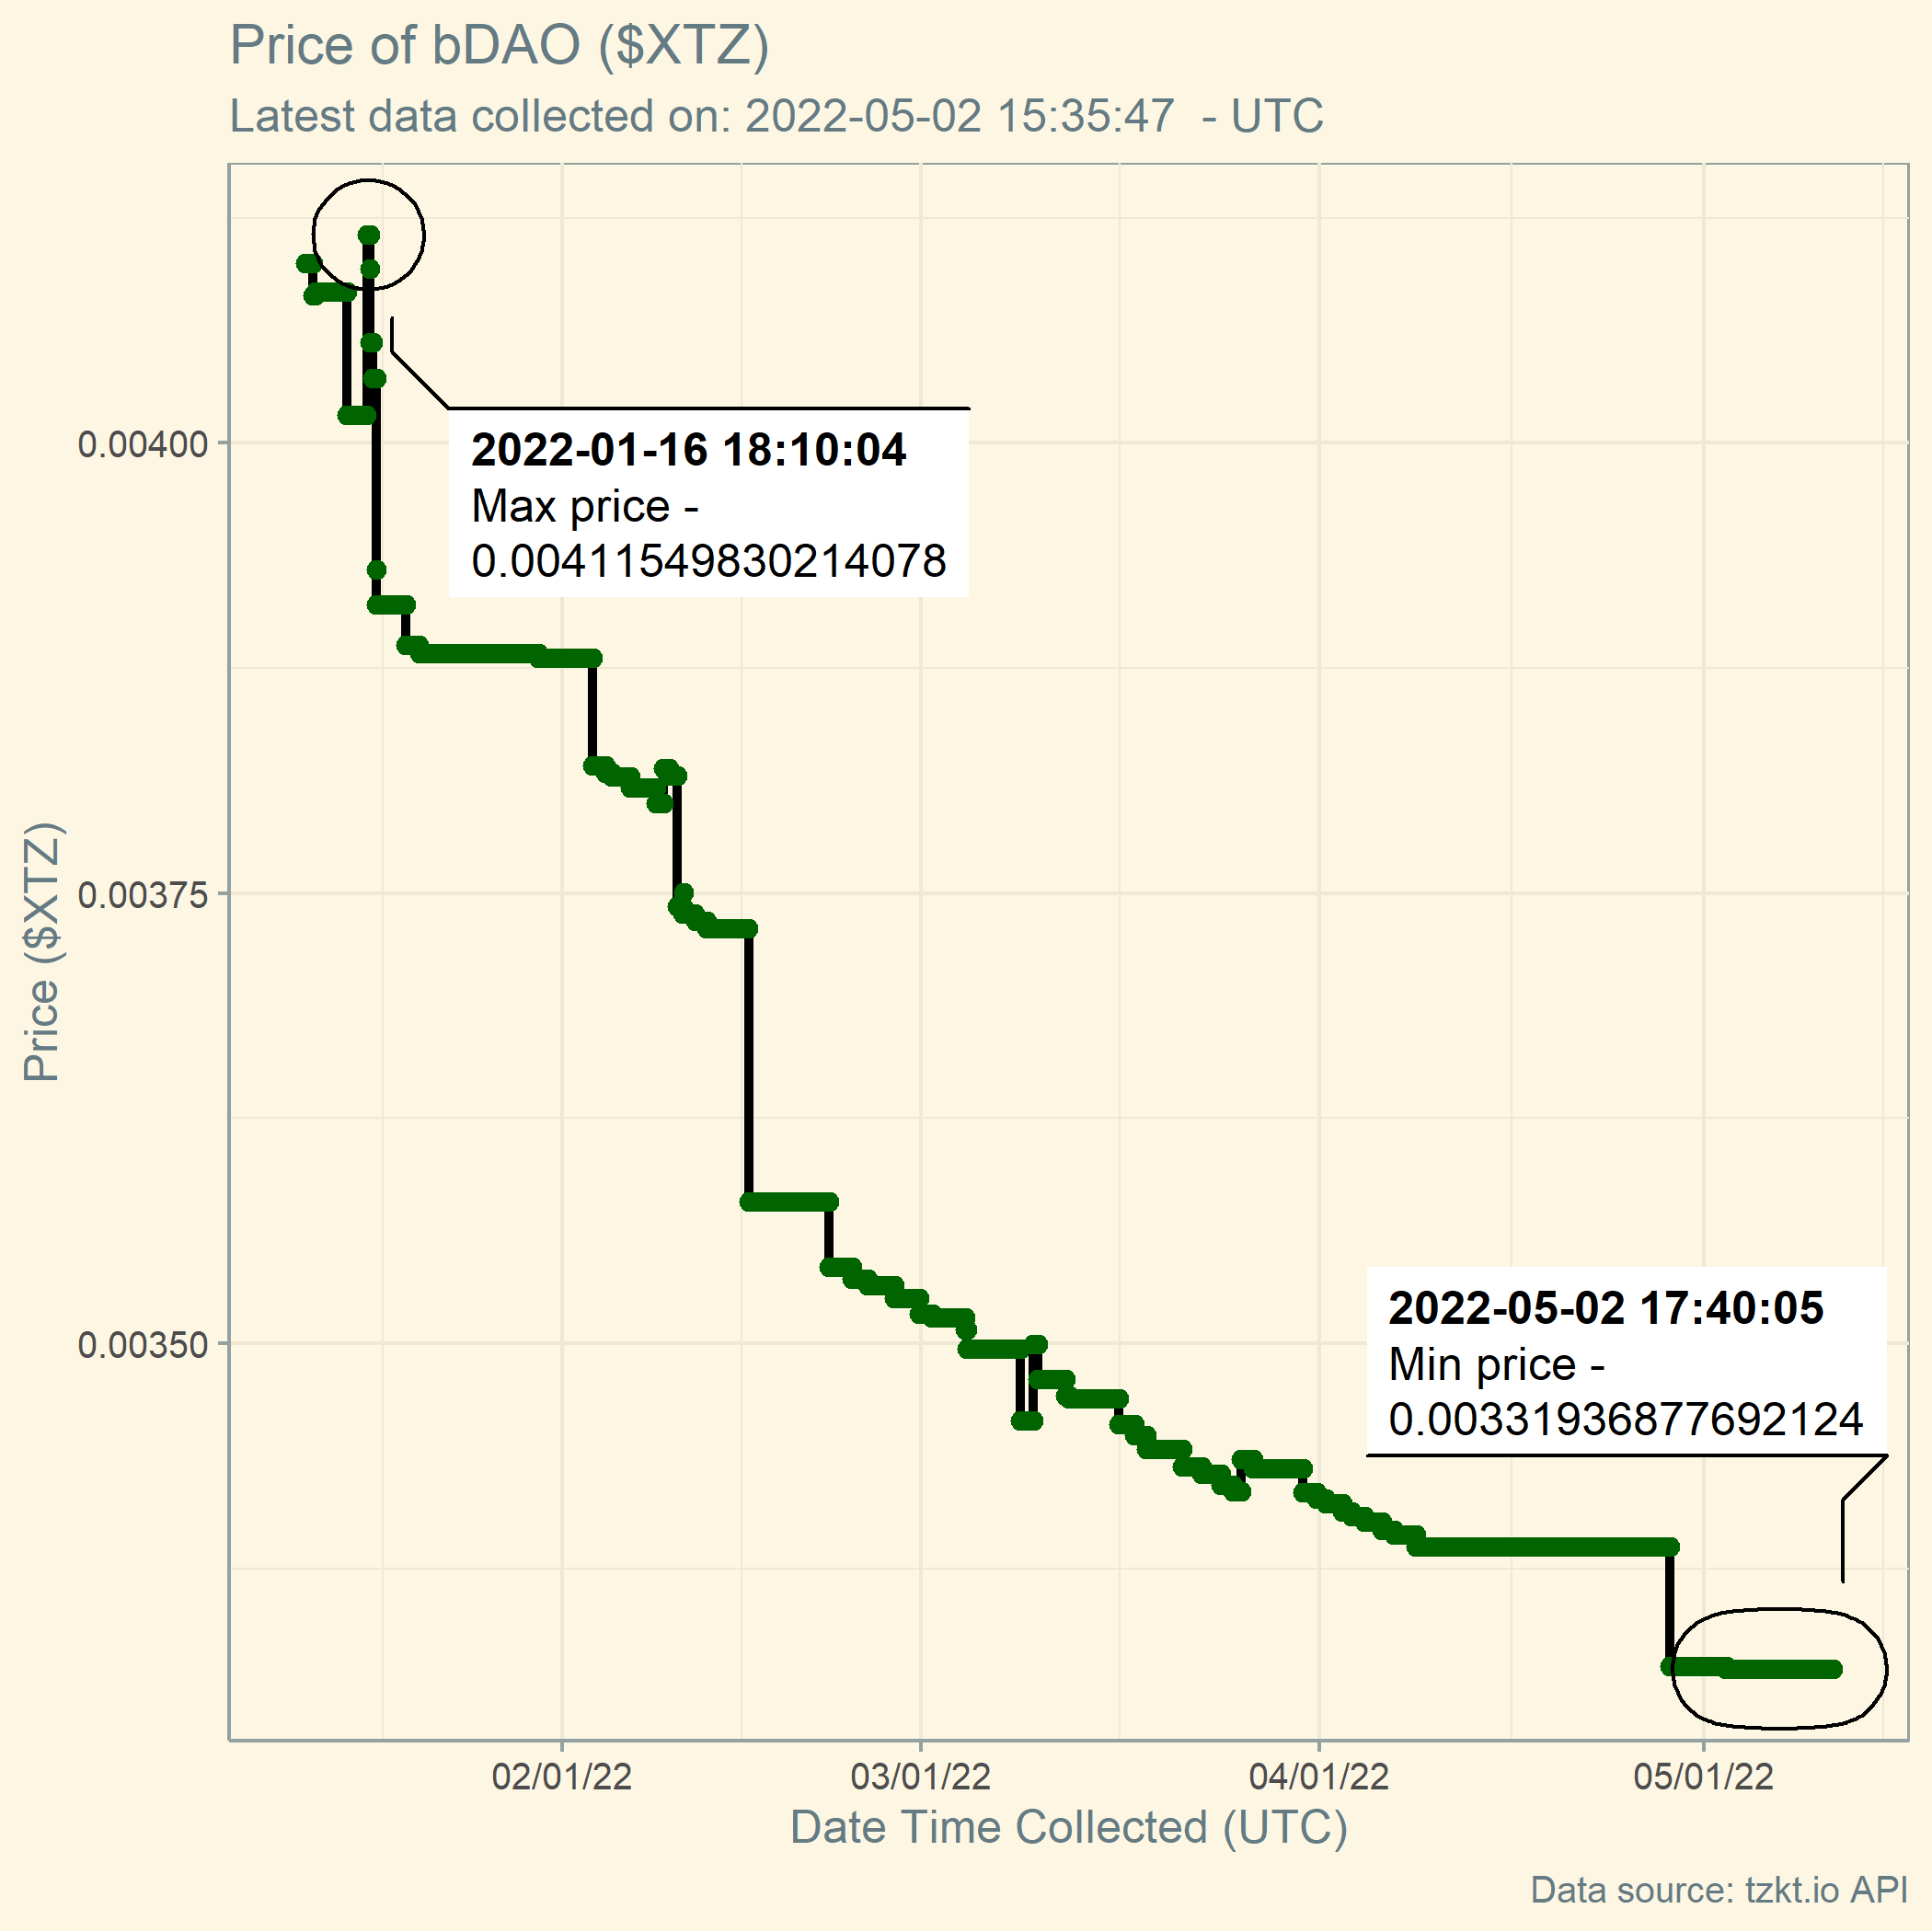 Price of bDAO ($XTZ)
Latest data collected on: 2022-05-02 15:35:47  - UTC
2022-01-16 18:10:04
Max price -
0.00411549830214078
2022-05-02 17:40:05
Min price -
0.00331936877692124
Price ($XTZ)
0.00400
0.00375
0.00350
02/01/22
03/01/22
04/01/22
05/01/22
Date Time Collected (UTC)
Data source: tzkt.io API